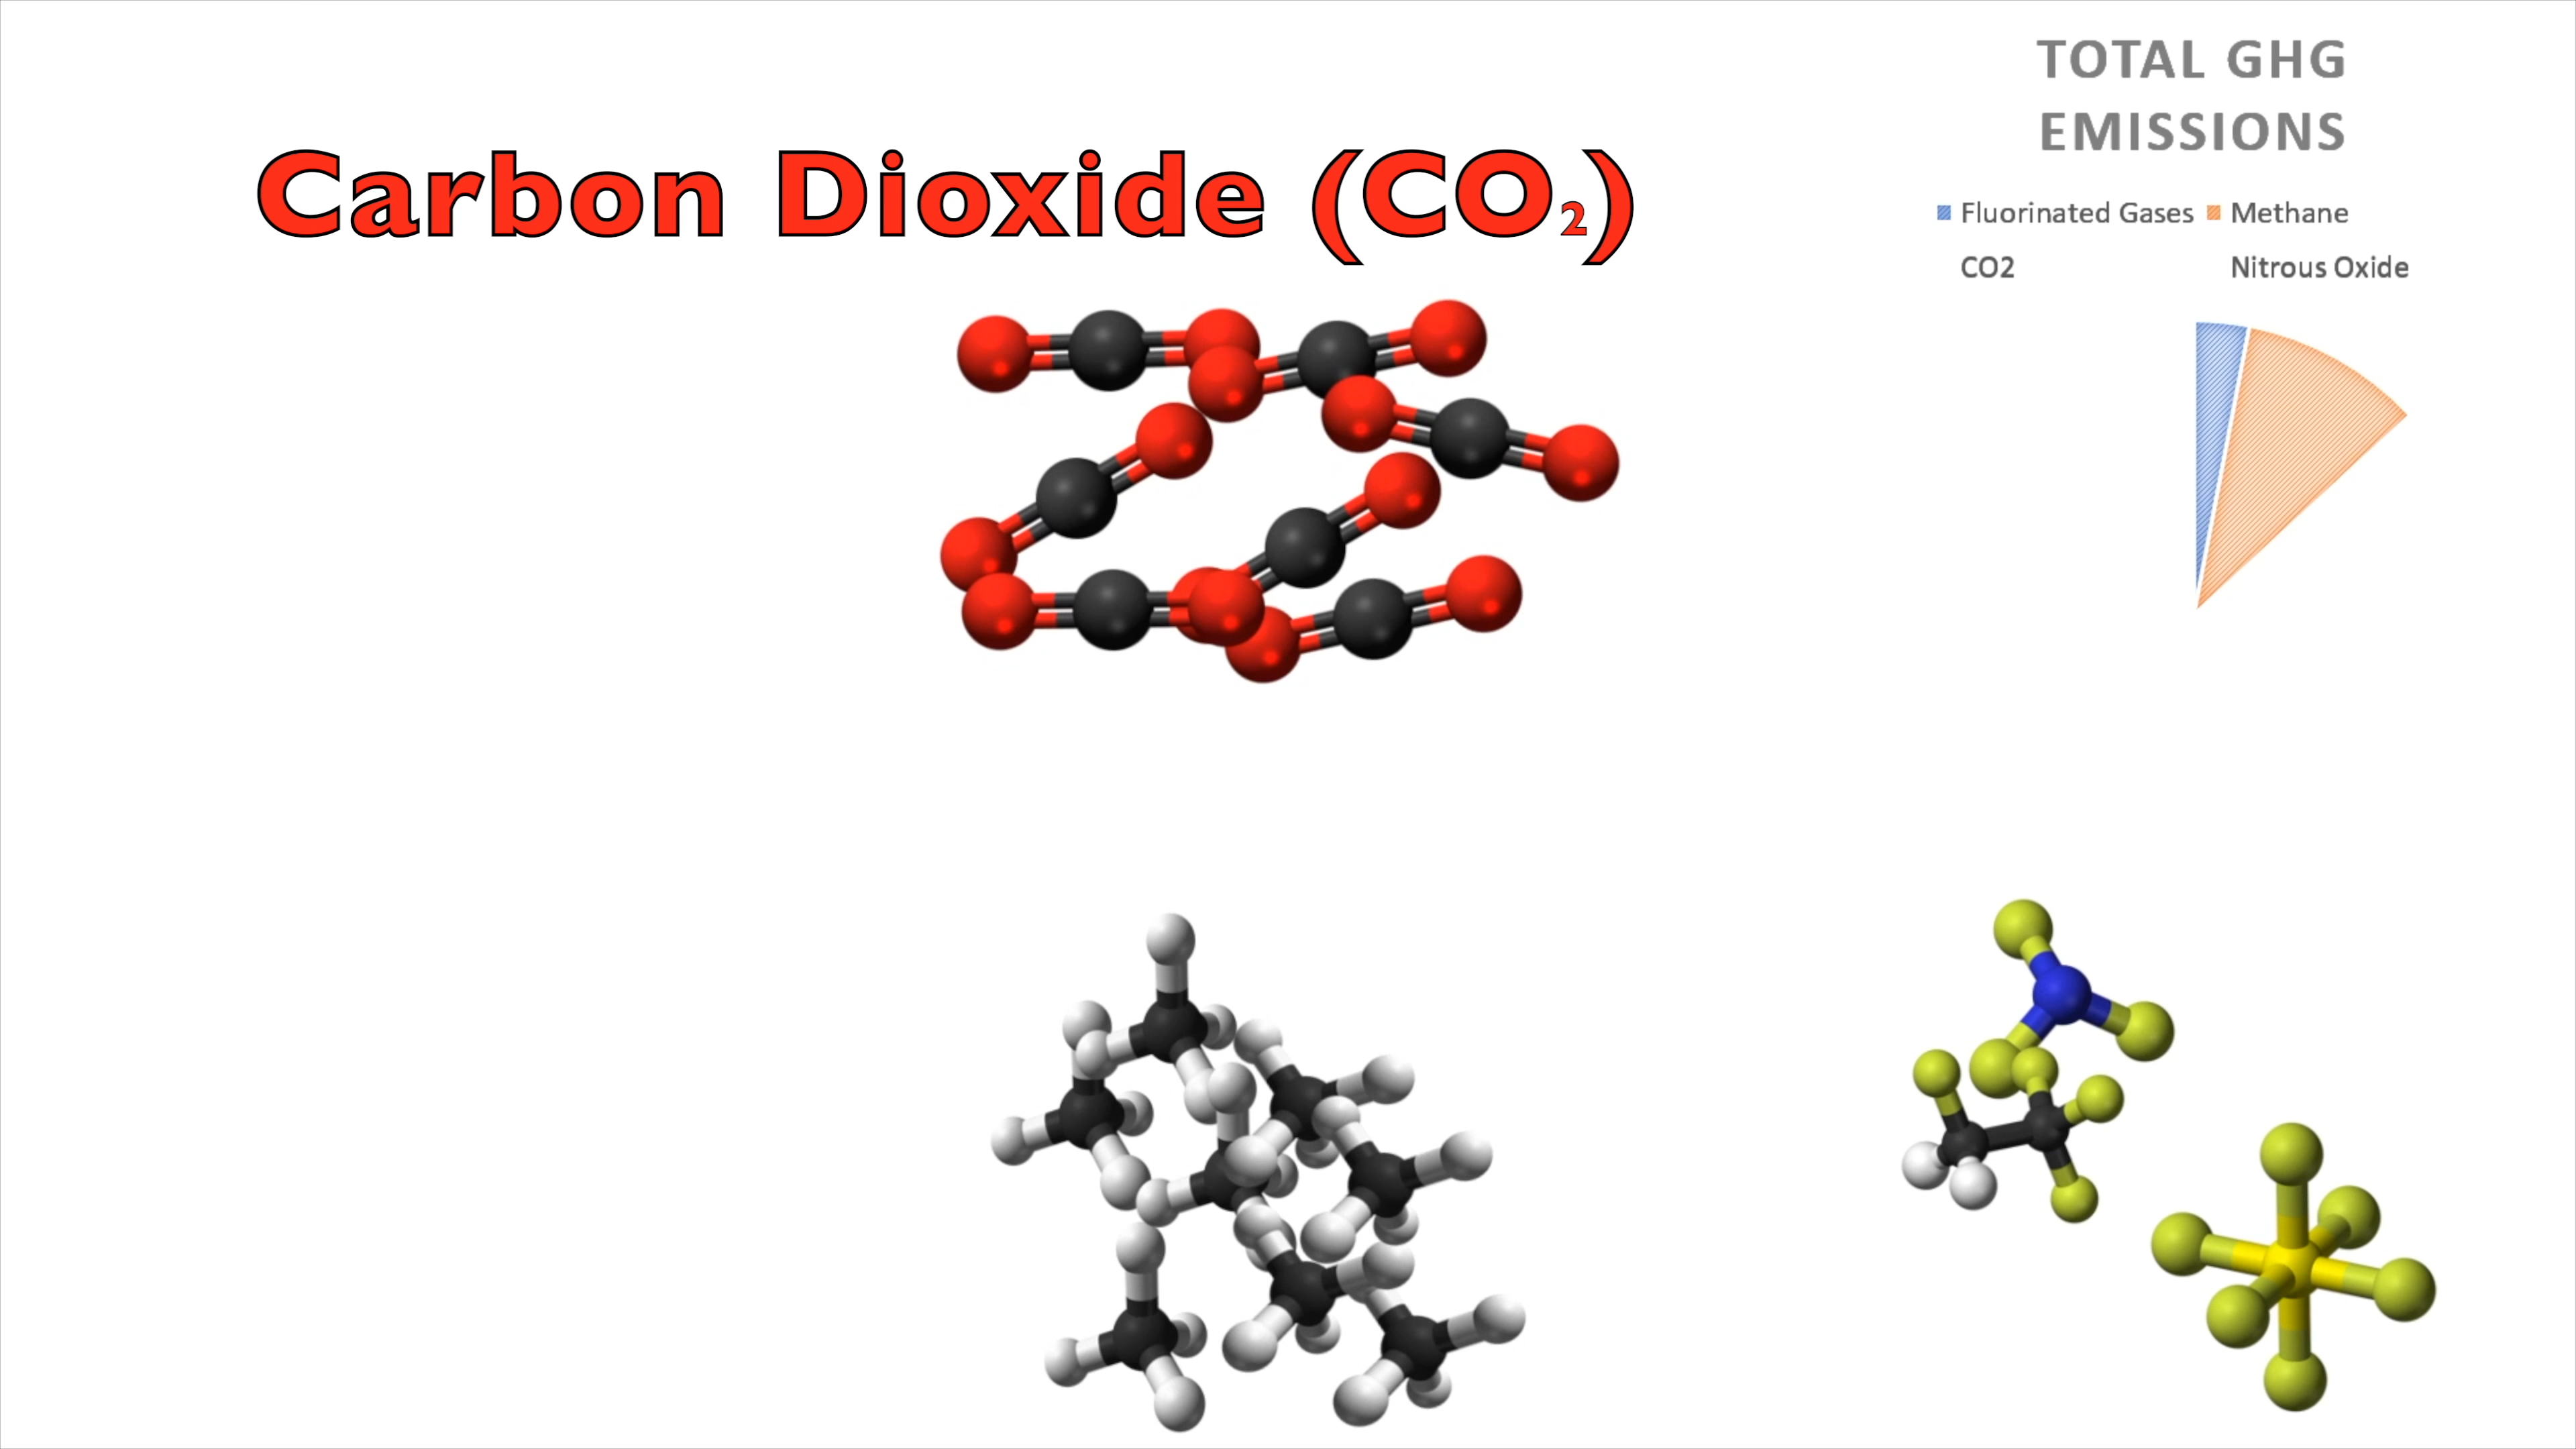 Carbon Dioxide (CO₂)
TOTAL GHG
EMISSIONS
Fluorinated Gases Methane
CO2 Nitrous Oxide